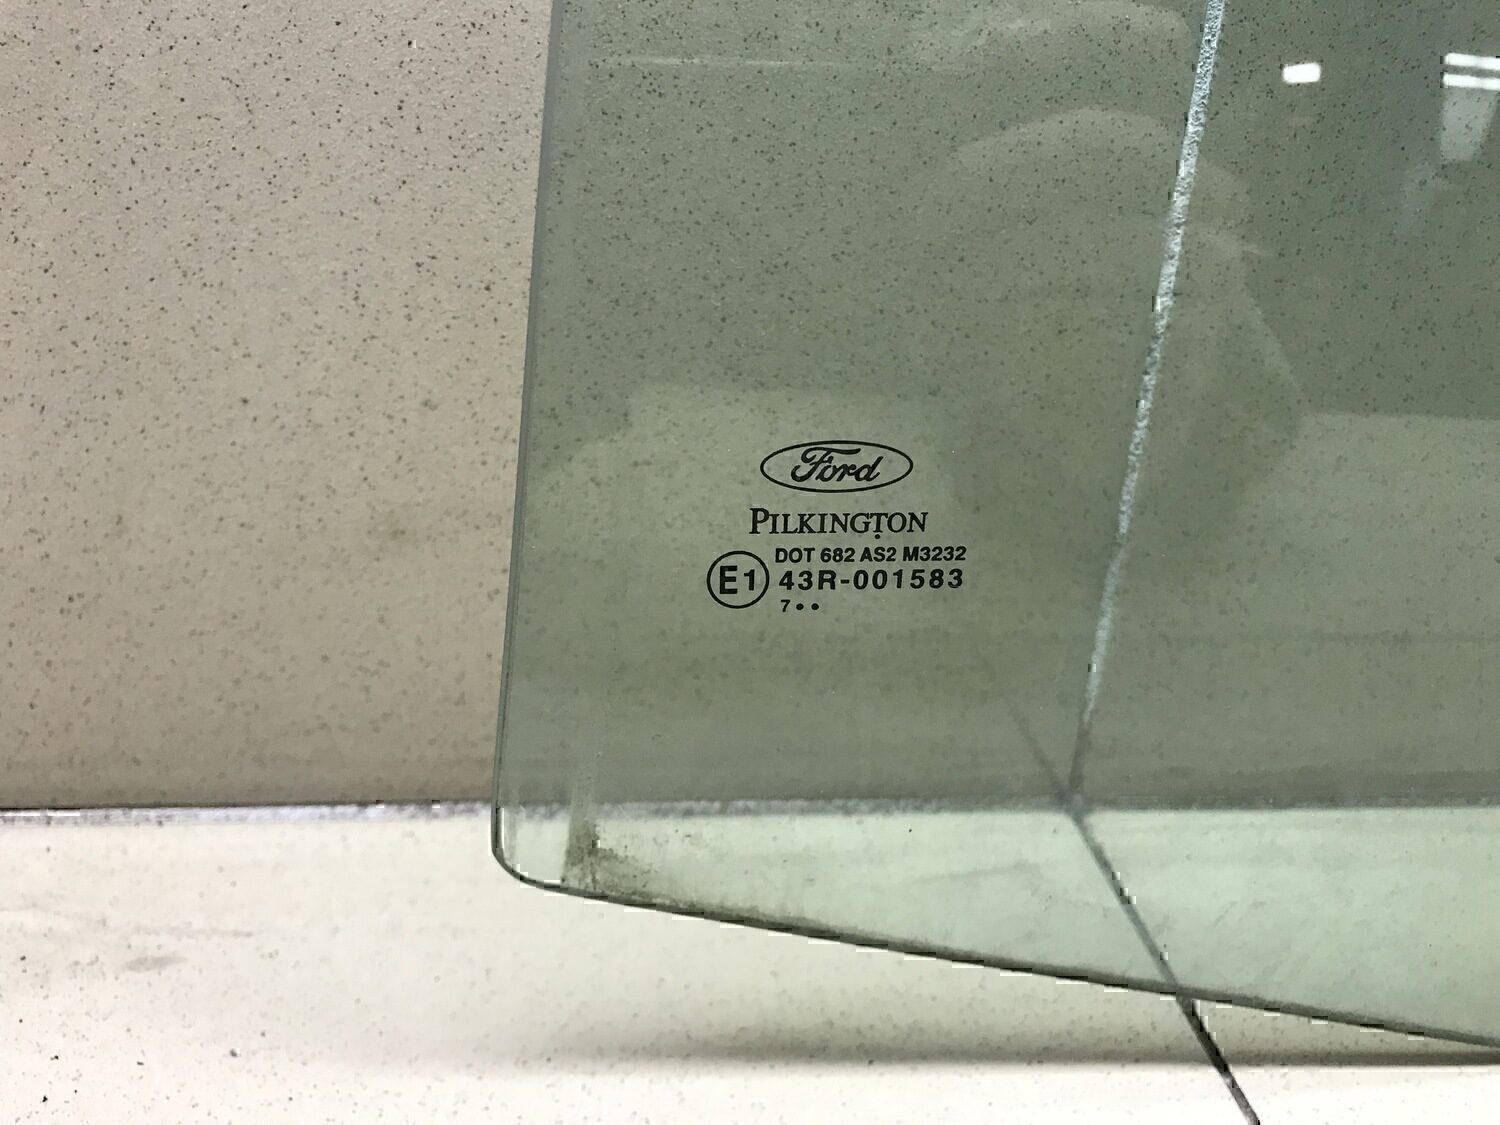 Ford
PILKINGTON
DOT 682 AS2 M3232
E1 43R-001583
7••